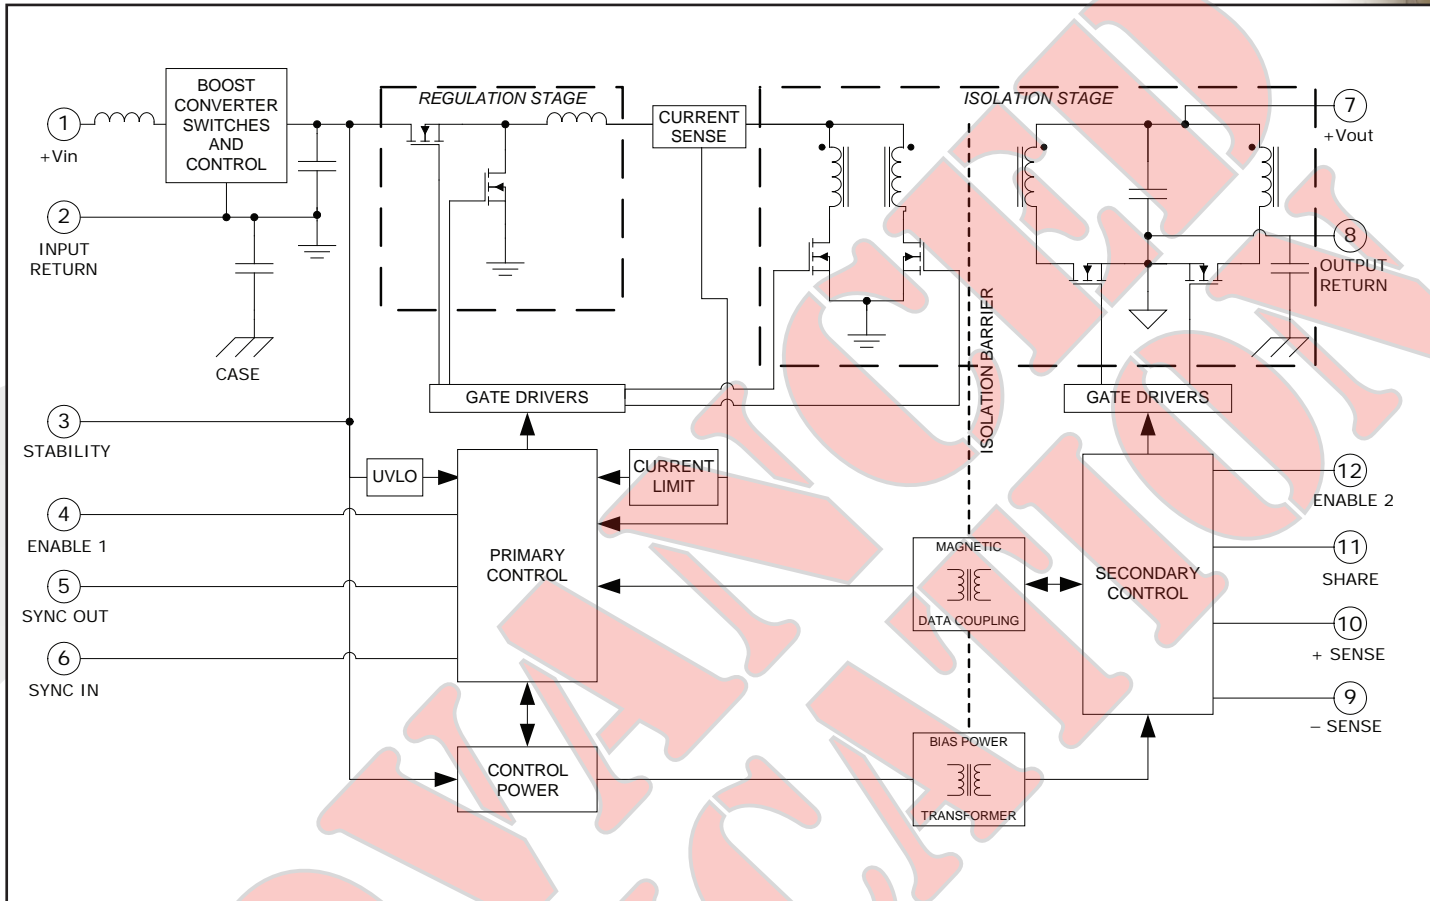 BOOST
CONVERTER
SWITCHES
AND
CONTROL
REGULATION STAGE
CURRENT
SENSE
ISOLATION STAGE
1
+Vin
7
+Vout
2
INPUT
RETURN
8
OUTPUT
RETURN
CASE
ISOLATION BARRIER
GATE DRIVERS
GATE DRIVERS
3
STABILITY
UVLO
CURRENT
LIMIT
12
ENABLE 2
4
ENABLE 1
PRIMARY
CONTROL
MAGNETIC
DATA COUPLING
SECONDARY
CONTROL
11
SHARE
5
SYNC OUT
10
+ SENSE
6
SYNC IN
9
– SENSE
CONTROL
POWER
BIAS POWER
TRANSFORMER